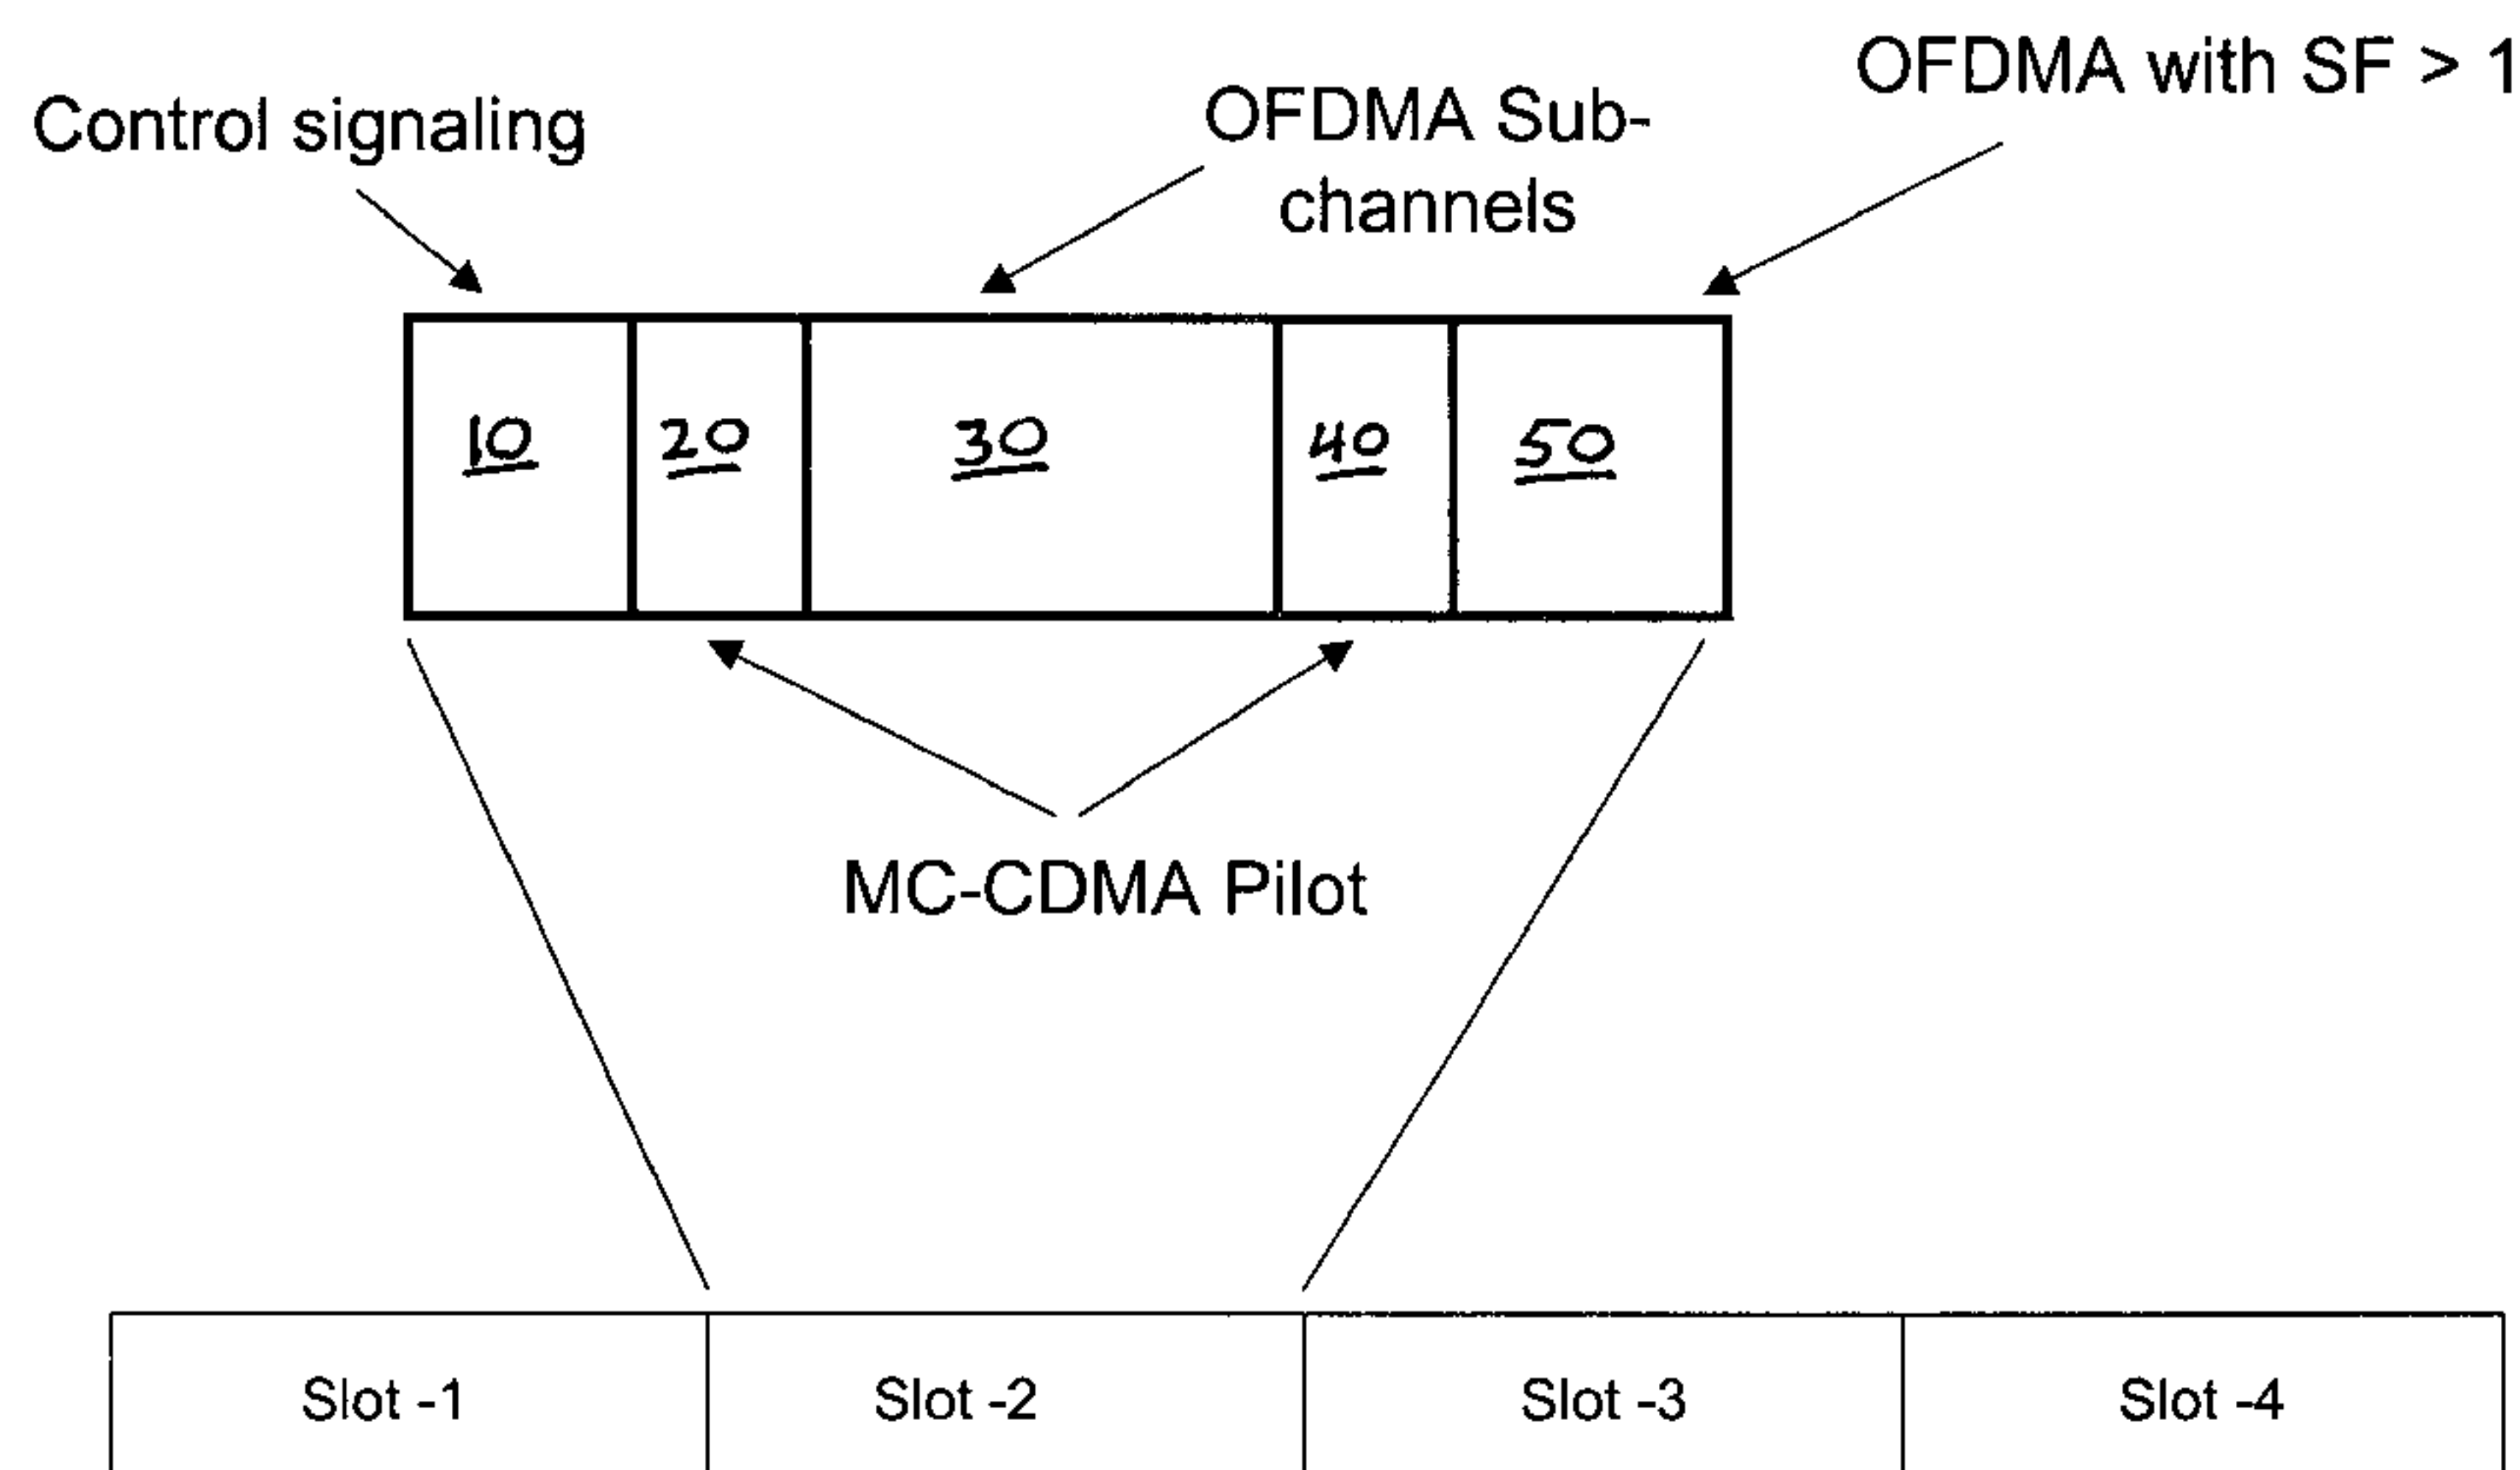 OFDMA with SF > 1
Control signaling
OFDMA Sub-
channels
10
20
30
40
50
MC-CDMA Pilot
Slot -1
Slot -2
Slot -3
Slot -4